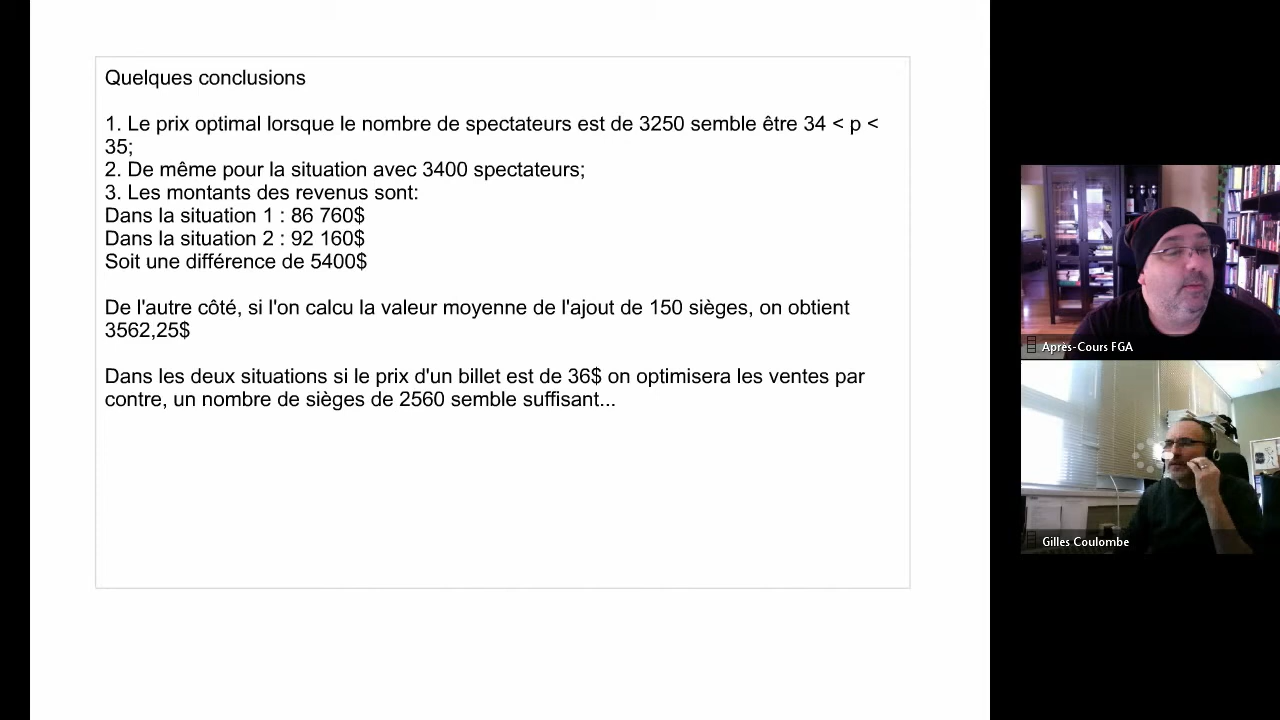 Quelques conclusions
1. Le prix optimal lorsque le nombre de spectateurs est de 3250 semble être 34 < p <
35;
2. De même pour la situation avec 3400 spectateurs;
3. Les montants des revenus sont:
Dans la situation 1 : 86 760$
Dans la situation 2 : 92 160$
Soit une différence de 5400$
De l'autre côté, si l'on calcu la valeur moyenne de l'ajout de 150 sièges, on obtient
3562,25$
Dans les deux situations si le prix d'un billet est de 36$ on optimisera les ventes par
contre, un nombre de sièges de 2560 semble suffisant...
Après-Cours FGA
Gilles Coulombe